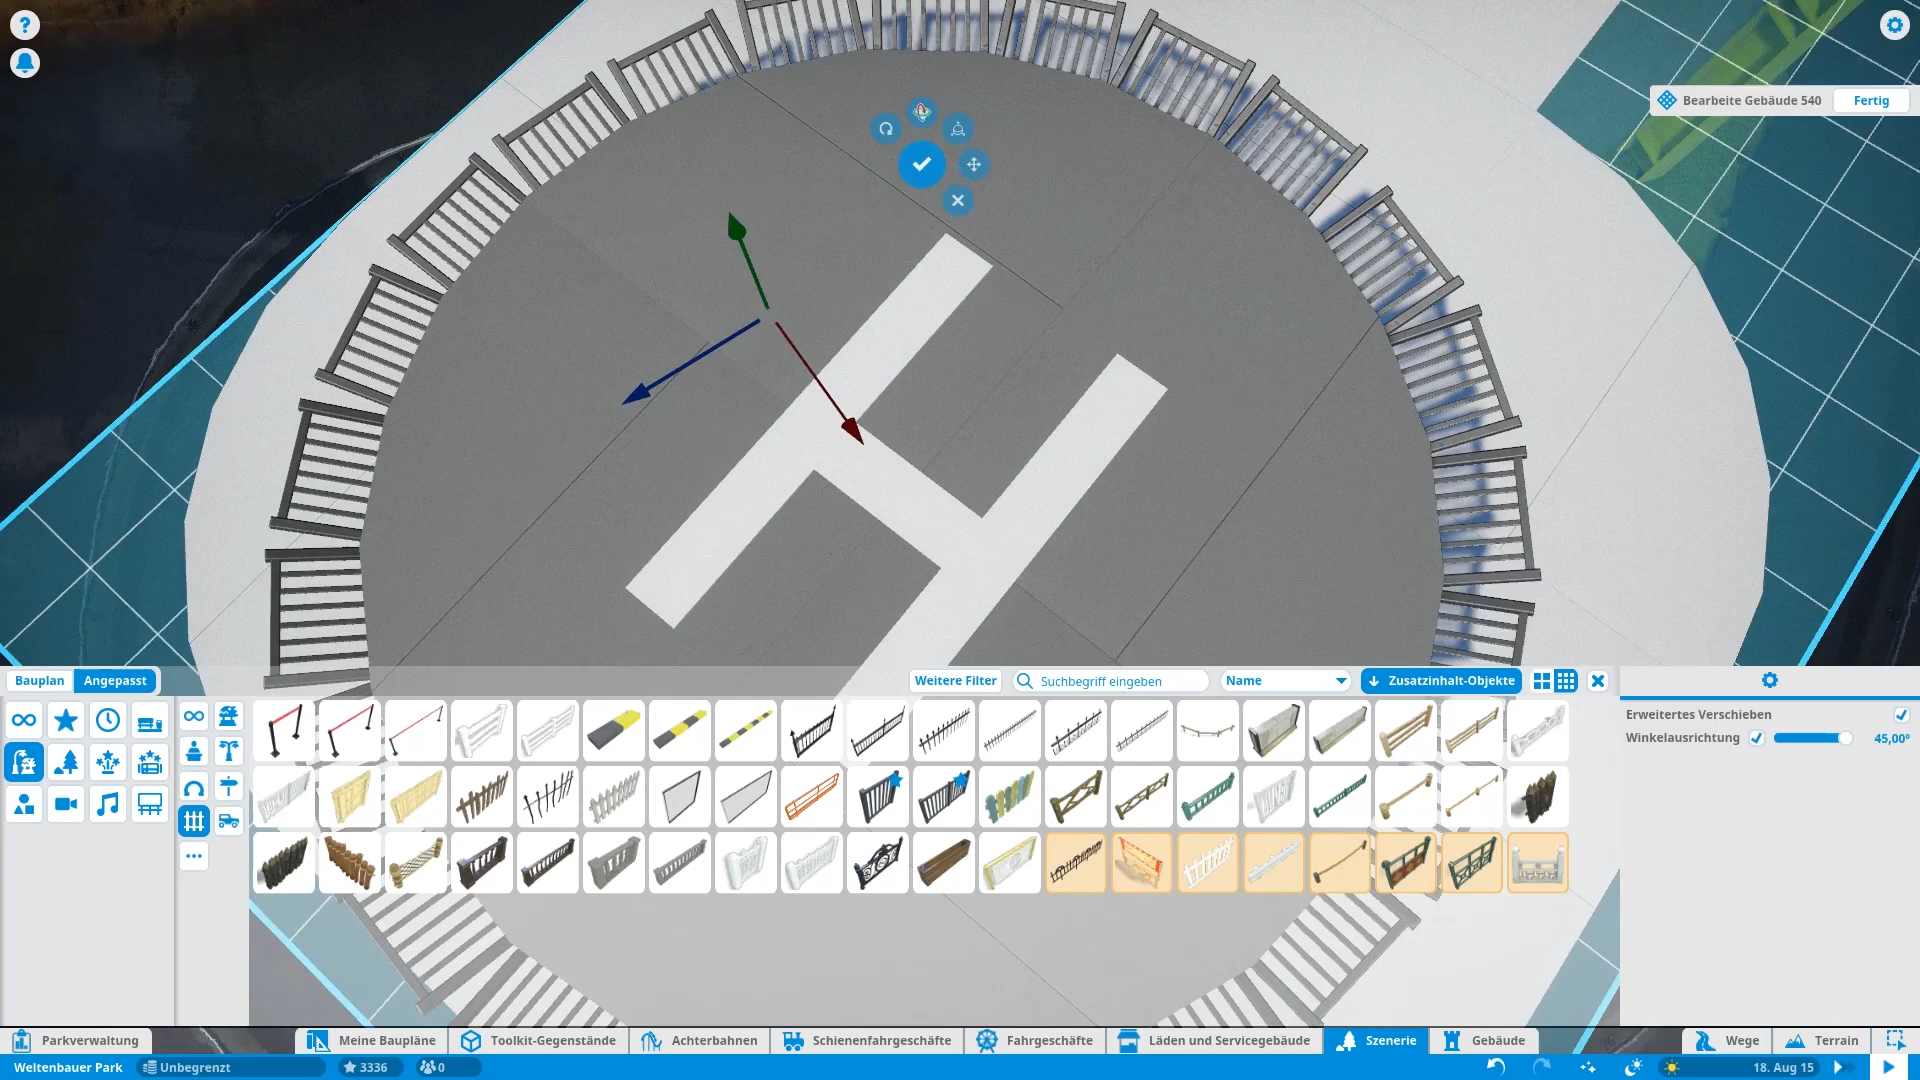 ?
Bearbeite Gebäude 540
Fertig
H
Bauplan
Angepasst
Weitere Filter
Suchbegriff eingeben
Name
Zusatzinhalt-Objekte
Erweitertes Verschieben
Winkelausrichtung
45,00°
Parkverwaltung
Meine Baupläne
Toolkit-Gegenstände
Achterbahnen
Schienenfahrgeschäfte
Fahrgeschäfte
Läden und Servicegebäude
Szenerie
Gebäude
Wege
Terrain
Weltenbauer Park
Unbegrenzt
3336
0
18. Aug 15